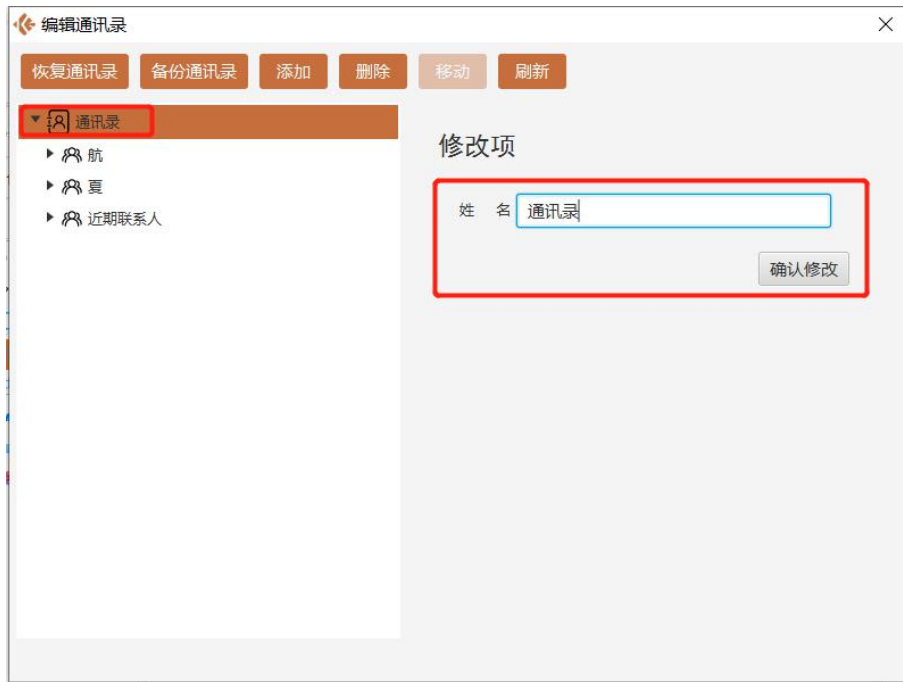 编辑通讯录
恢复通讯录 备份通讯录 添加 删除 移动 刷新
通讯录
航
夏
近期联系人
修改项
姓 名 通讯录
确认修改